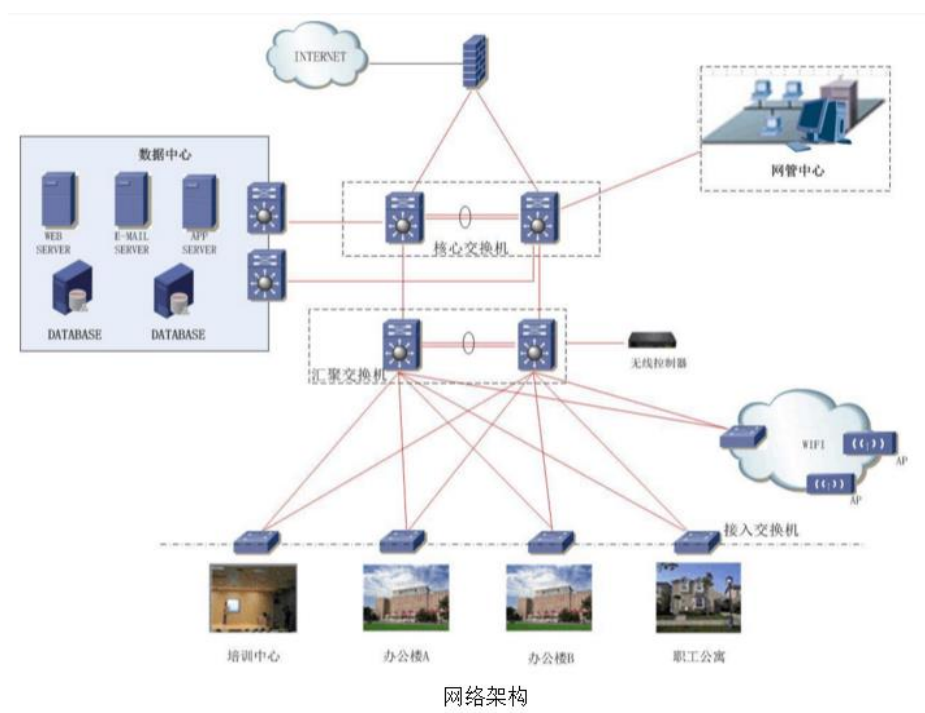 INTERNET
网管中心
数据中心
WEB
SERVER
E-MAIL
SERVER
APP
SERVER
DATABASE
DATABASE
核心交换机
汇聚交换机
无线控制器
WIFI
AP
AP
接入交换机
培训中心
办公楼A
办公楼B
职工公寓
网络架构